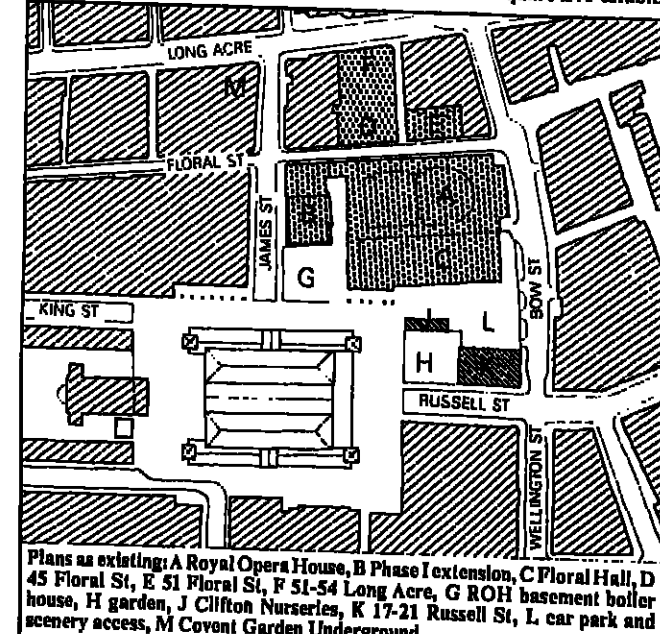 LONG ACRE
M
F
D
E
FLORAL ST
A
B
JAMES ST
C
G
KING ST
BOW ST
J
L
H
K
RUSSELL ST
WELLINGTON ST
Plans as existing: A Royal Opera House, B Phase I extension, C Floral Hall, D
45 Floral St, E 51 Floral St, F 51-54 Long Acre, G ROH basement boiler
house, H garden, J Clifton Nurseries, K 17-21 Russell St, L car park and
scenery access, M Covent Garden Underground